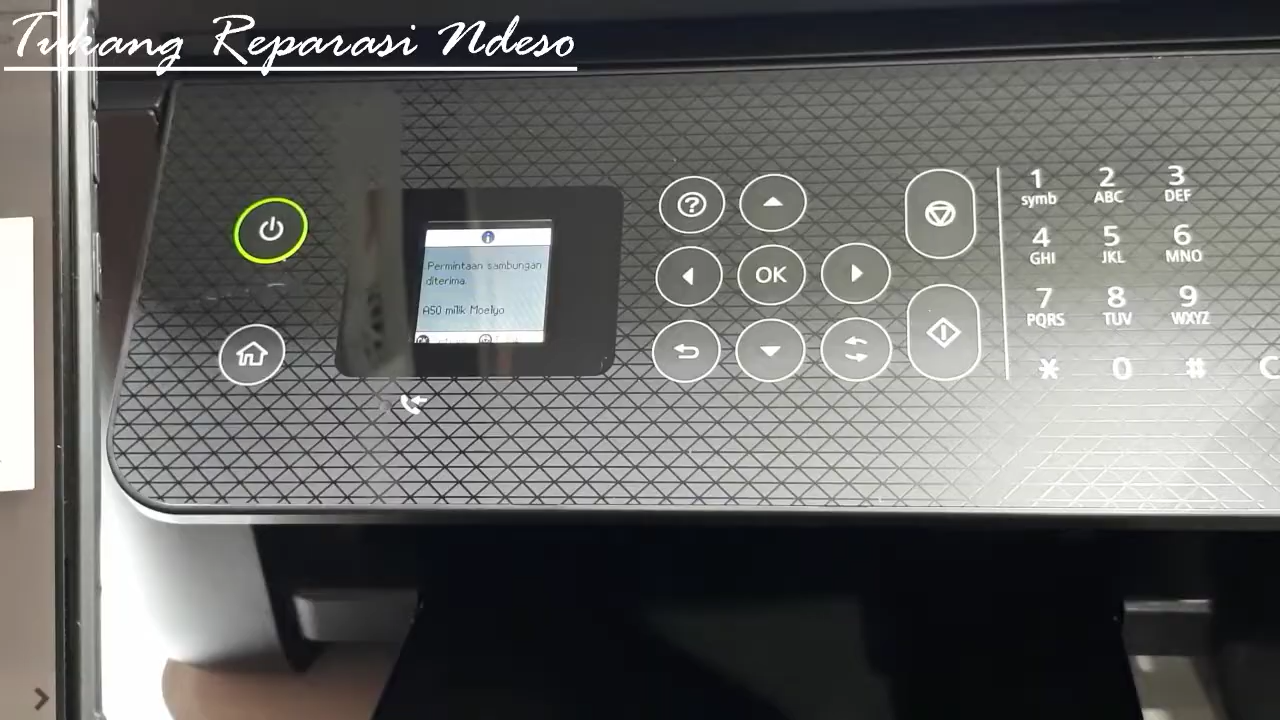 Tukang Reparasi Ndeso
Permintaan sambungan
diterima.
A50 milik Moelyo
OK
1 2 3
symb ABC DEF
4 5 6
GHI JKL MNO
7 8 9
PQRS TUV WXYZ
* 0 #